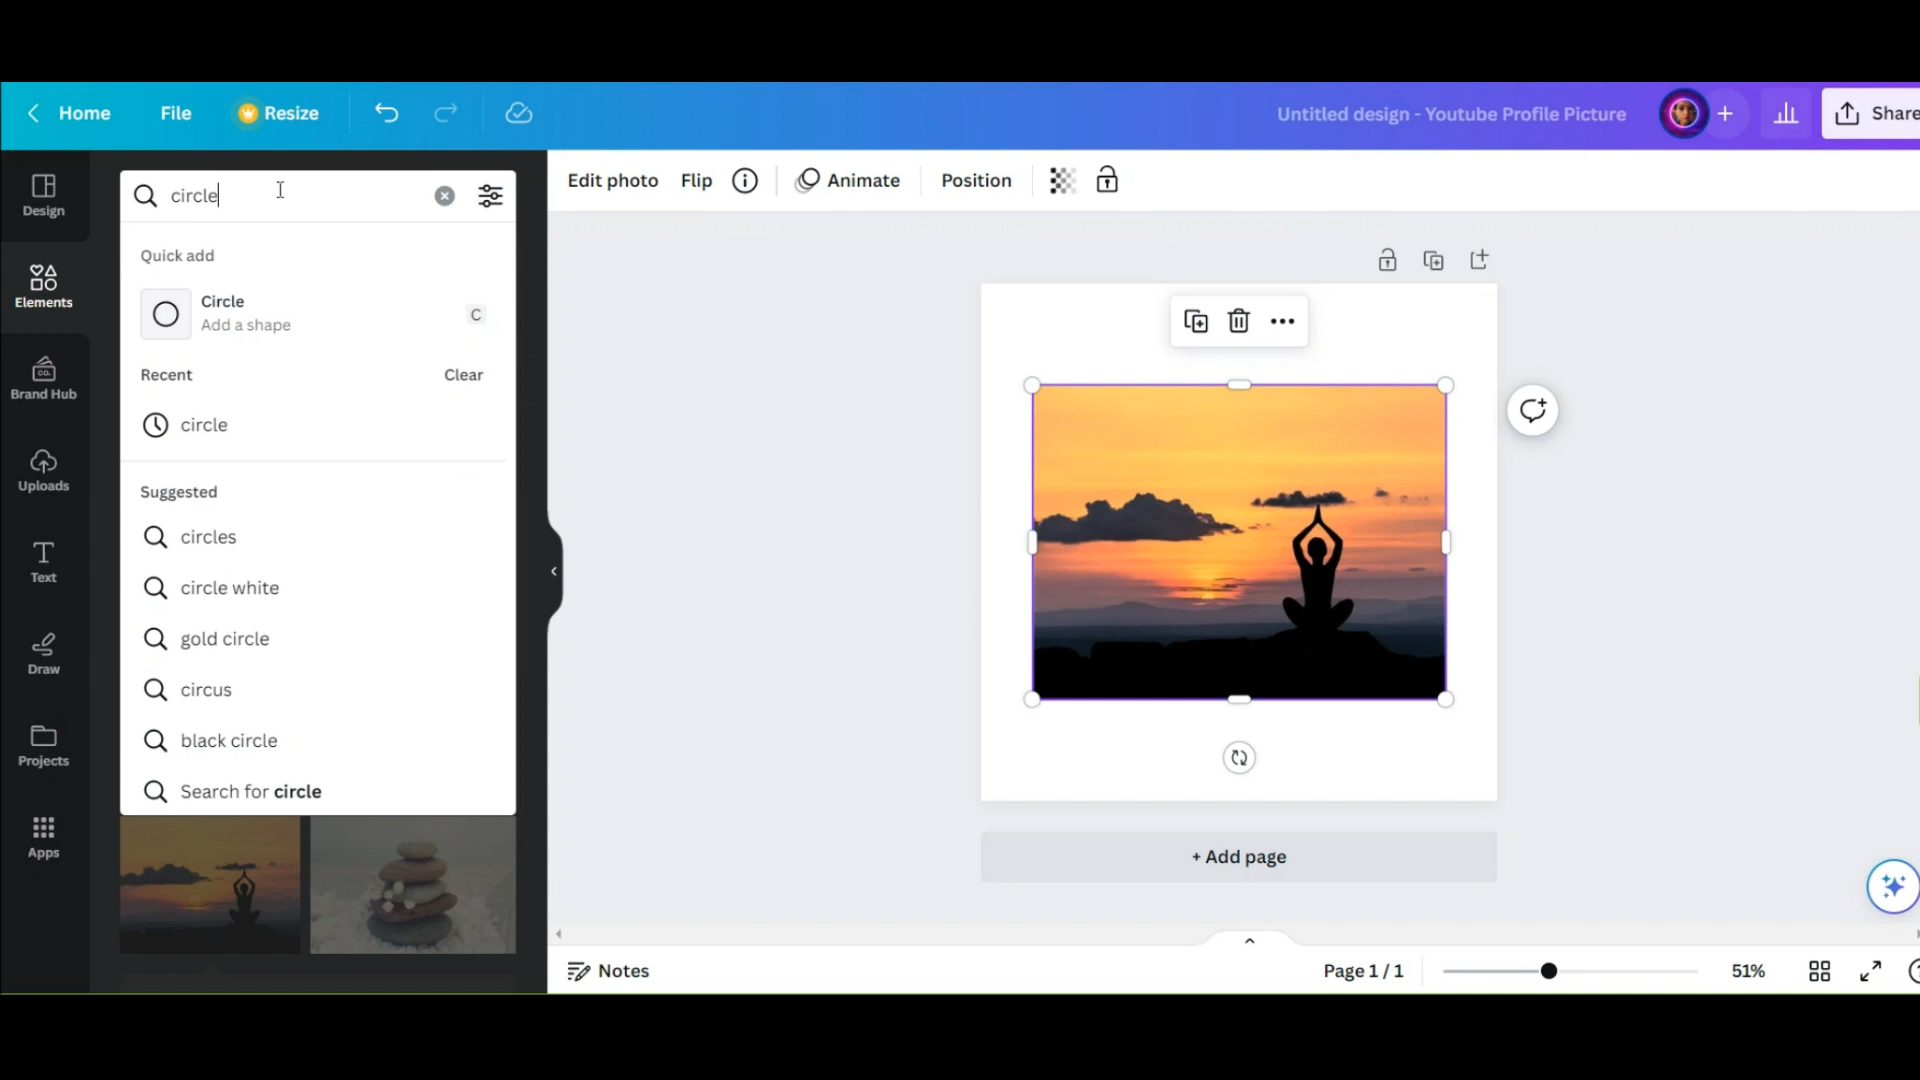 Home
File
Resize
Untitled design - Youtube Profile Picture
+
Share
circle
Edit photo
Flip
Animate
Position
Design
Elements
Brand Hub
Uploads
Text
Draw
Projects
Apps
CO.
Quick add
Circle
Add a shape
C
Recent
Clear
circle
Suggested
circles
circle white
gold circle
circus
black circle
Search for circle
+ Add page
Notes
Page 1 / 1
51%